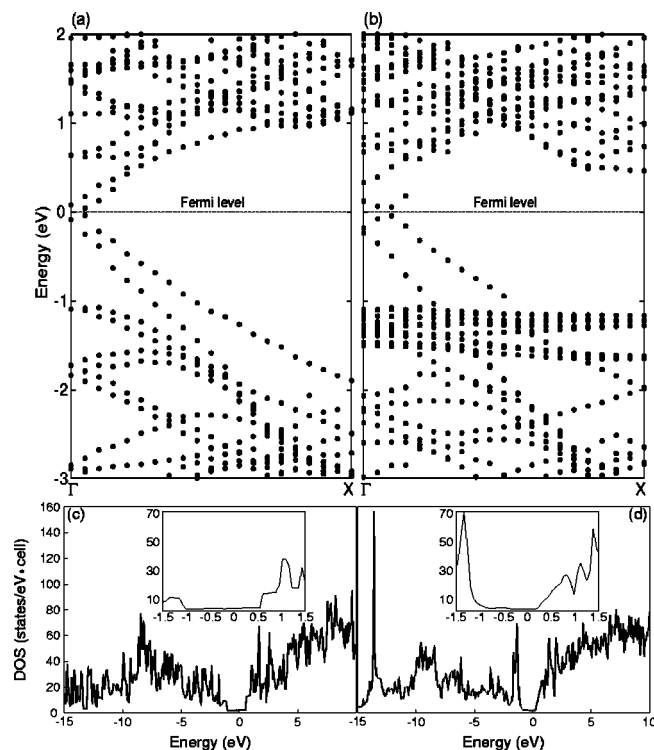 (a) (b)
2
1
0
-1
-2
-3
Energy (eV)
Fermi level Fermi level
Γ X Γ X
160
140
120
100
80
60
40
20
0
DOS (states/eV•cell)
(c) (d)
70
50
30
10
-1.5 -1 -0.5 0 0.5 1 1.5
70
50
30
10
-1.5 -1 -0.5 0 0.5 1 1.5
-15 -10 -5 0 5 -15 -10 -5 0 5 10
Energy (eV) Energy (eV)